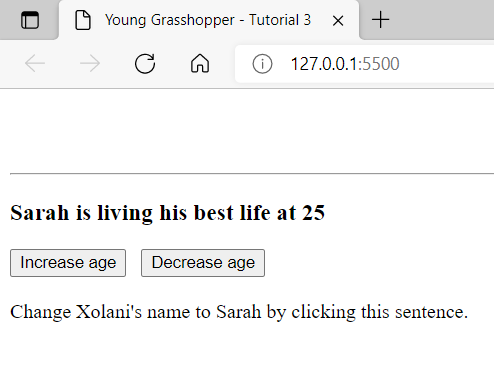 Young Grasshopper - Tutorial 3
127.0.0.1:5500
Sarah is living his best life at 25
Increase age Decrease age
Change Xolani's name to Sarah by clicking this sentence.